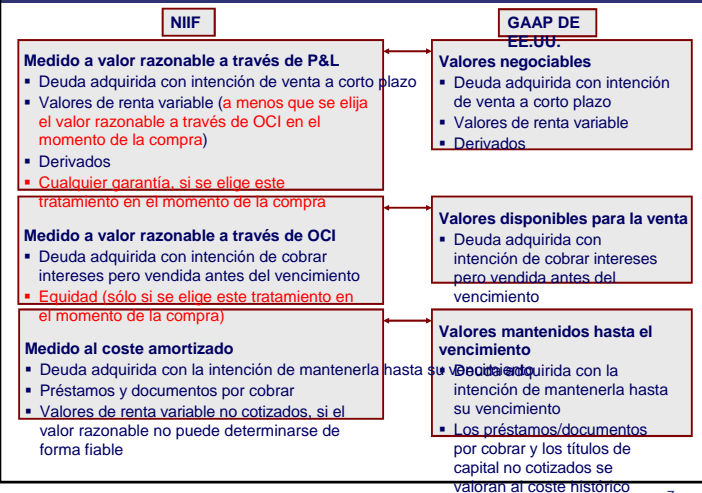 NIIF
GAAP DE
EE.UU.
Medido a valor razonable a través de P&L
▪ Deuda adquirida con intención de venta a corto plazo
▪ Valores de renta variable (a menos que se elija
el valor razonable a través de OCI en el
momento de la compra)
▪ Derivados
▪ Cualquier garantía, si se elige este
tratamiento en el momento de la compra
Valores negociables
▪ Deuda adquirida con intención
de venta a corto plazo
▪ Valores de renta variable
▪ Derivados
Medido a valor razonable a través de OCI
▪ Deuda adquirida con intención de cobrar
intereses pero vendida antes del vencimiento
▪ Equidad (sólo si se elige este tratamiento en
el momento de la compra)
Valores disponibles para la venta
▪ Deuda adquirida con
intención de cobrar intereses
pero vendida antes del
vencimiento
Medido al coste amortizado
▪ Deuda adquirida con la intención de mantenerla hasta su vencimiento
▪ Préstamos y documentos por cobrar
▪ Valores de renta variable no cotizados, si el
valor razonable no puede determinarse de
forma fiable
Valores mantenidos hasta el
vencimiento
▪ Deuda adquirida con la
intención de mantenerla hasta
su vencimiento
▪ Los préstamos/documentos
por cobrar y los títulos de
capital no cotizados se
valoran al coste histórico